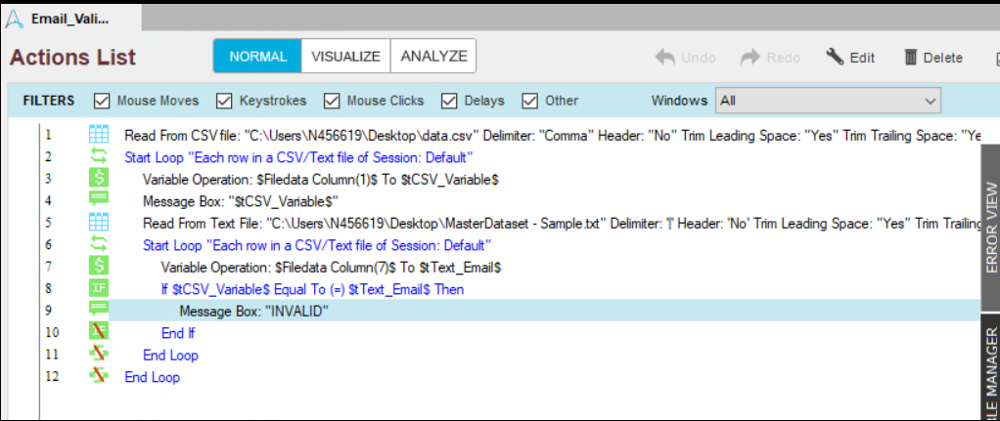 Email_Vali...
Actions List NORMAL VISUALIZE ANALYZE Undo Redo Edit Delete
FILTERS Mouse Moves Keystrokes Mouse Clicks Delays Other Windows All
1 Read From CSV file: "C:\Users\N456619\Desktop\data.csv" Delimiter: "Comma" Header: "No" Trim Leading Space: "Yes" Trim Trailing Space: "Ye
2 Start Loop "Each row in a CSV/Text file of Session: Default"
3 Variable Operation: $Filedata Column(1)$ To $tCSV_Variable$
4 Message Box: "$tCSV_Variable$"
5 Read From Text File: "C:\Users\N456619\Desktop\MasterDataset - Sample.txt" Delimiter: '|' Header: "No' Trim Leading Space: "Yes" Trim Trailing
6 Start Loop "Each row in a CSV/Text file of Session: Default"
7 Variable Operation: $Filedata Column(7)$ To $tText_Email$
8 If $tCSV_Variable$ Equal To (=) $tText_Email$ Then
9 Message Box: "INVALID"
10 End If
11 End Loop
12 End Loop
ERROR VIEW
BLE MANAGER